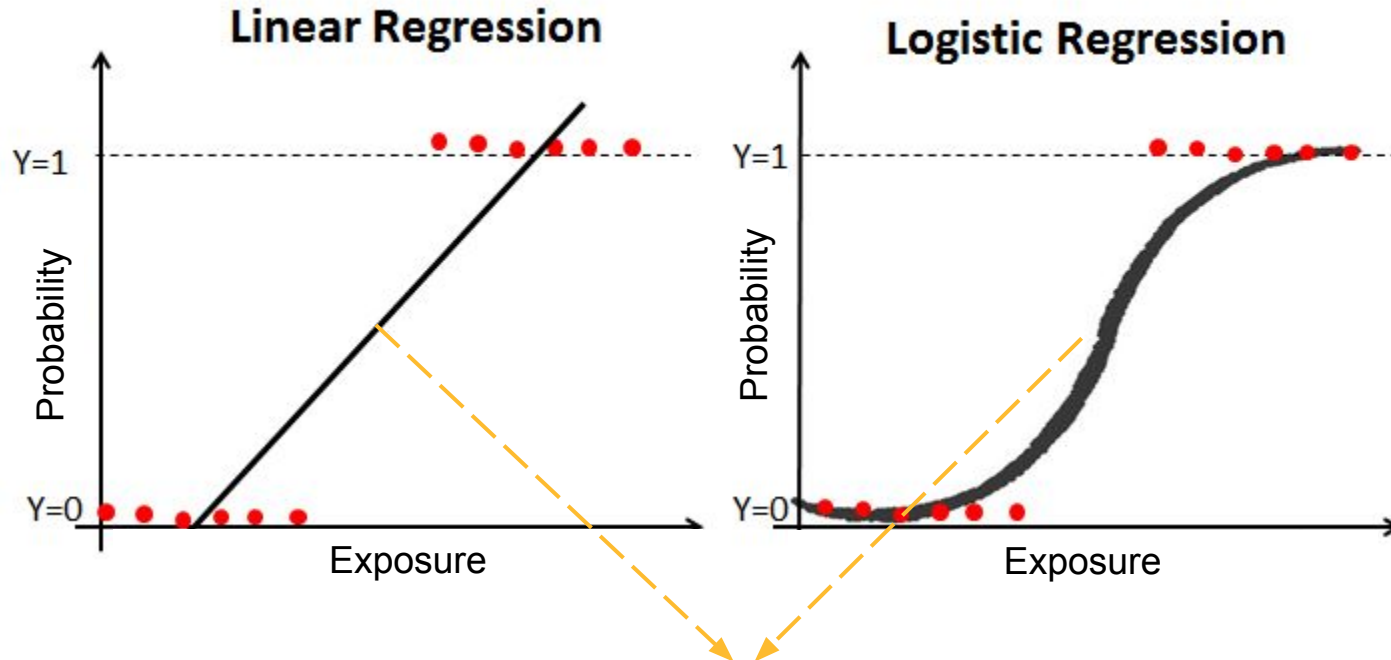 Linear Regression
Y=1
Probability
Y=0
Exposure
Logistic Regression
Y=1
Probability
Y=0
Exposure